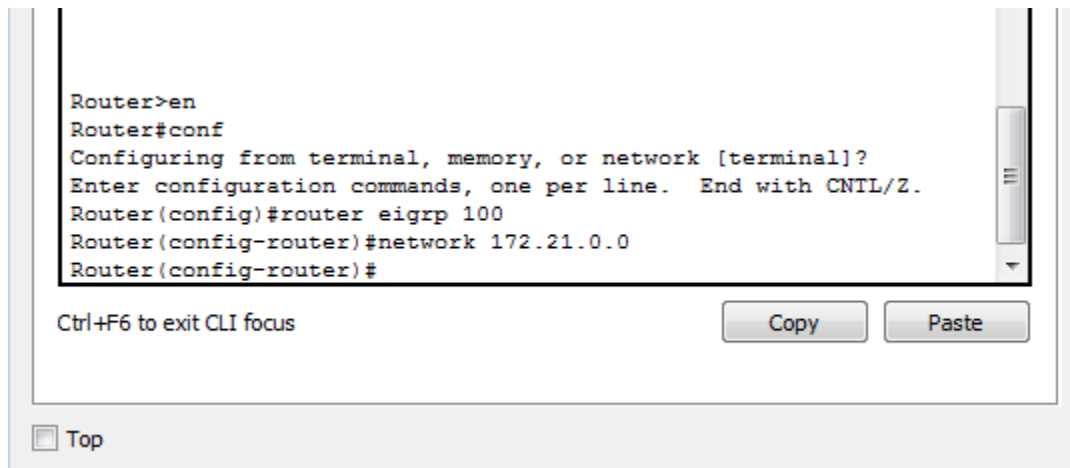 Router>en
Router#conf
Configuring from terminal, memory, or network [terminal]?
Enter configuration commands, one per line.  End with CNTL/Z.
Router(config)#router eigrp 100
Router(config-router)#network 172.21.0.0
Router(config-router)#
Ctrl+F6 to exit CLI focus
Copy
Paste
Top